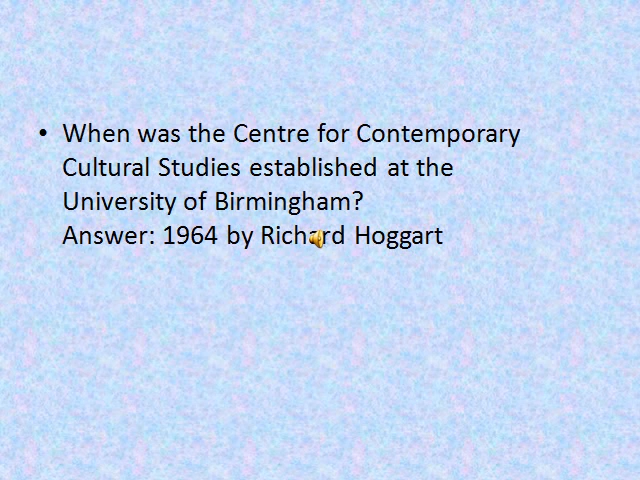 • When was the Centre for Contemporary
Cultural Studies established at the
University of Birmingham?
Answer: 1964 by Richard Hoggart